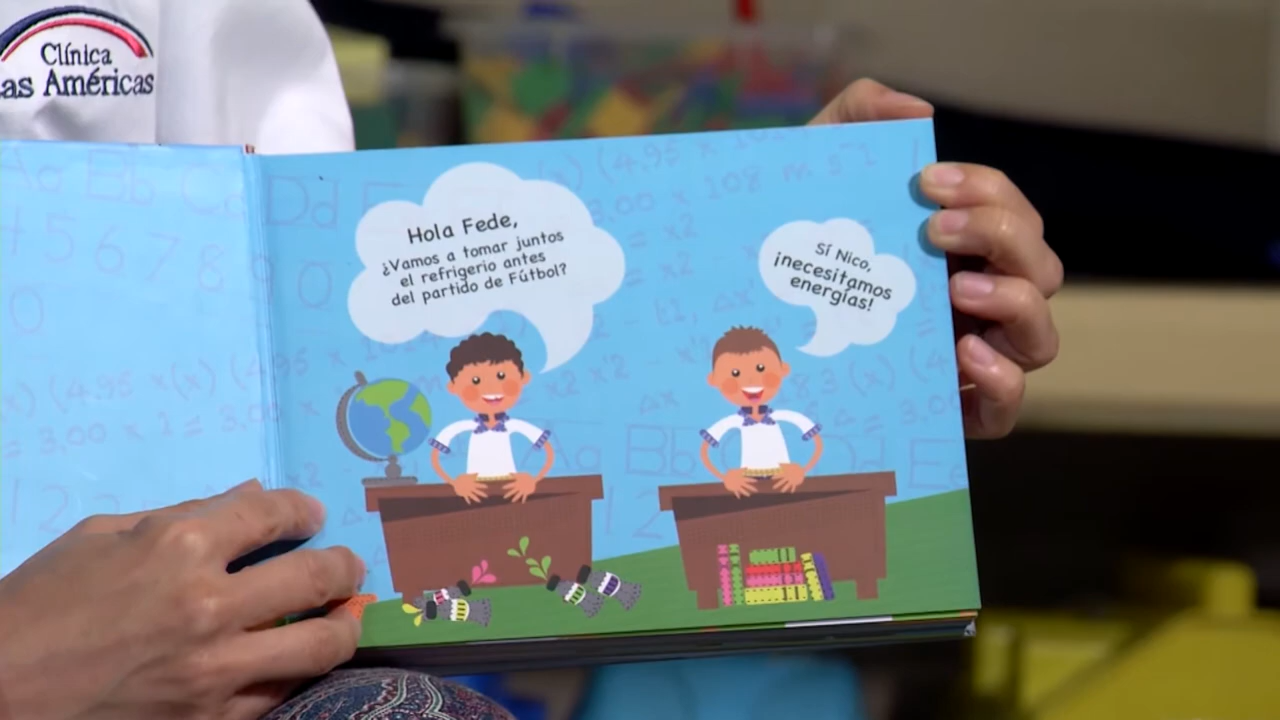 Clínica
as Américas
Hola Fede,
¿Vamos a tomar juntos
el refrigerio antes
del partido de Fútbol?
Sí Nico,
¡necesitamos
energías!